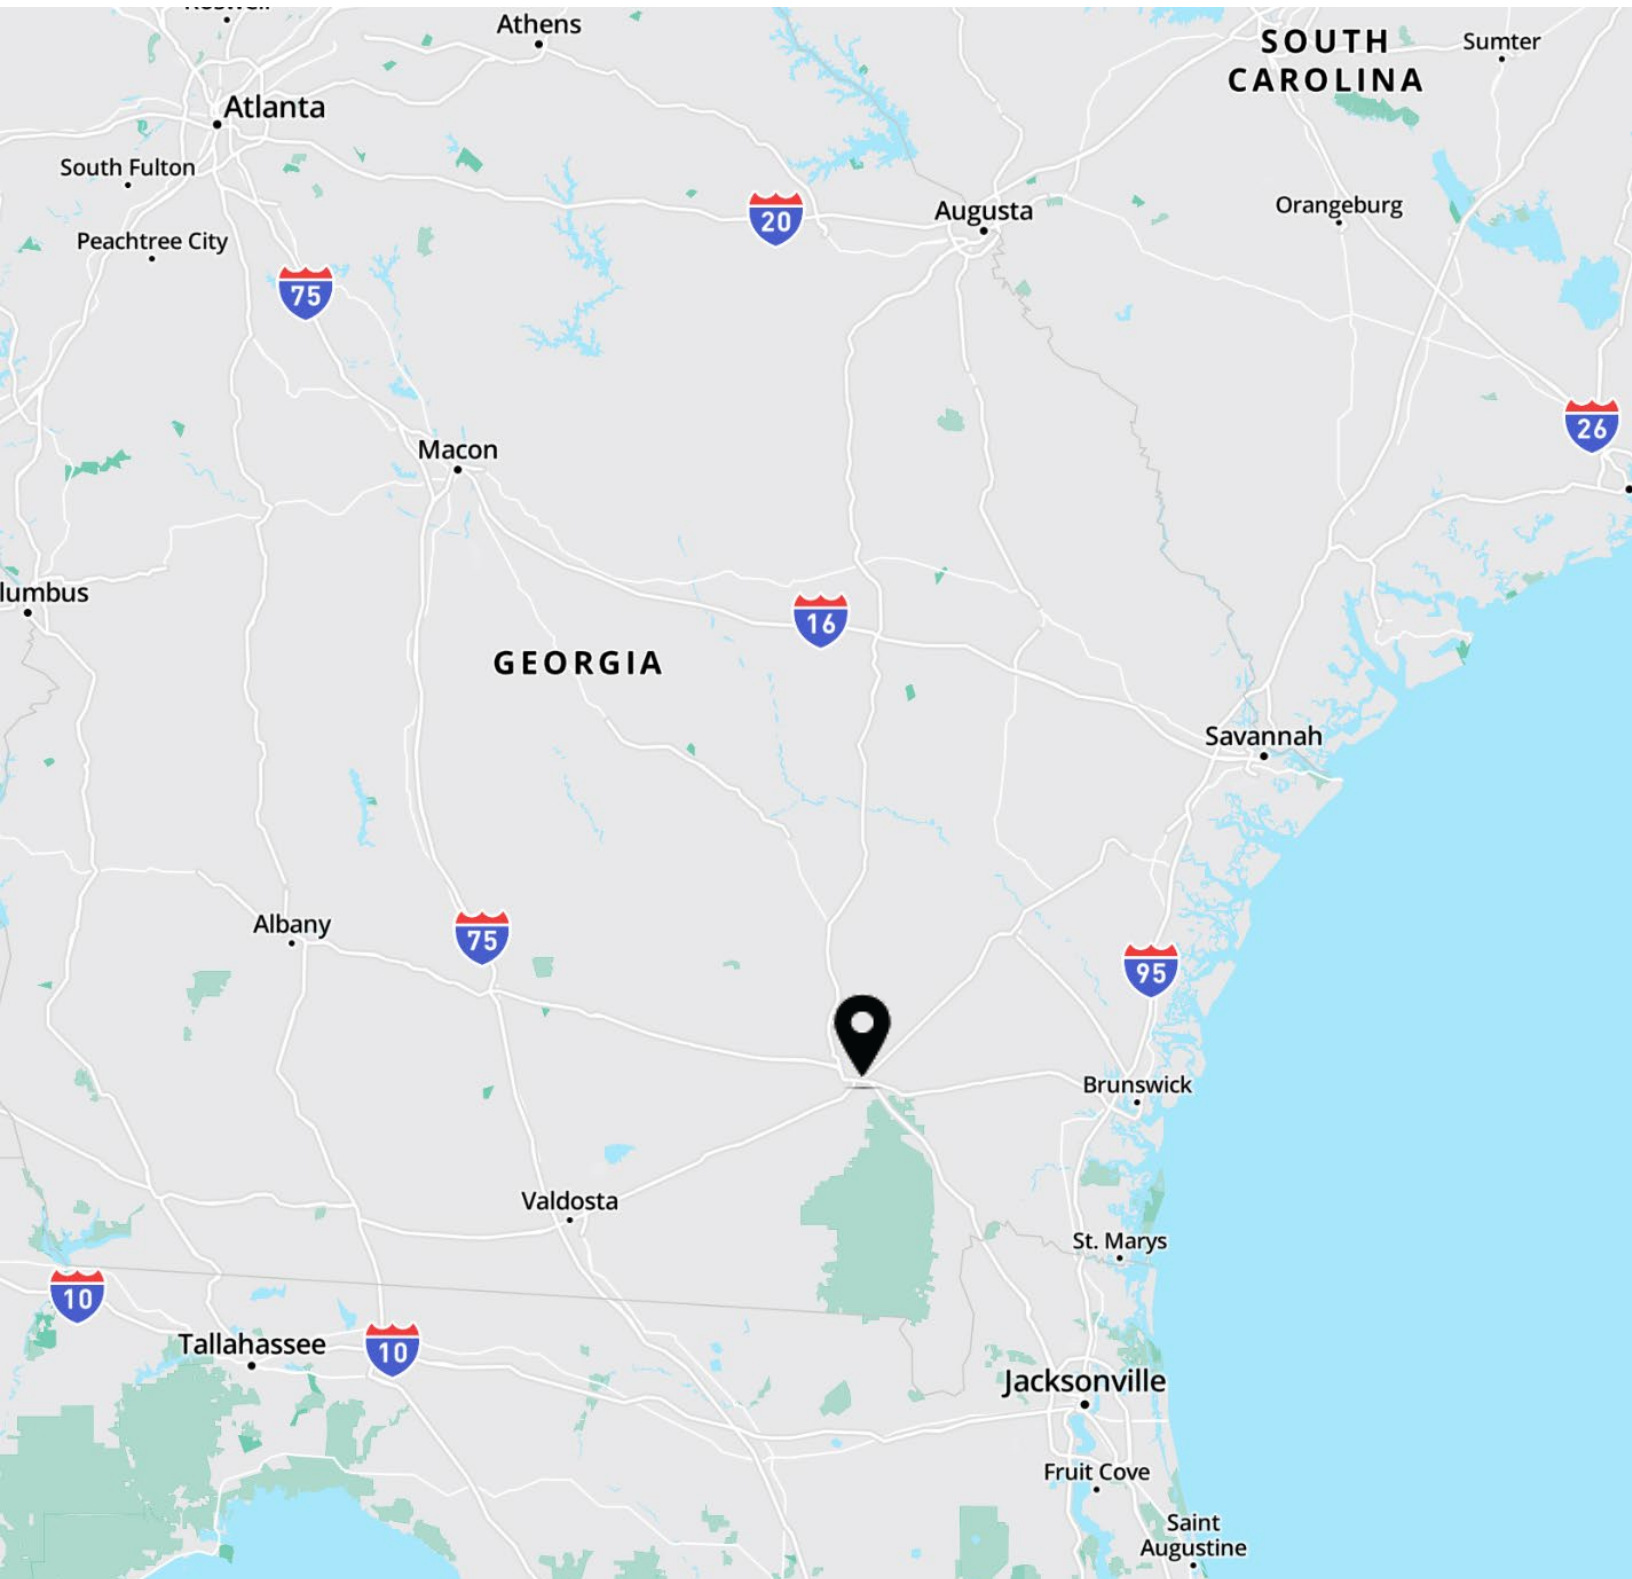 Athens
SOUTH
CAROLINA
Sumter
Atlanta
South Fulton
20
Augusta
Orangeburg
Peachtree City
75
26
Macon
lumbus
16
GEORGIA
Savannah
Albany
75
95
Brunswick
Valdosta
St. Marys
10
Tallahassee
10
Jacksonville
Fruit Cove
Saint
Augustine